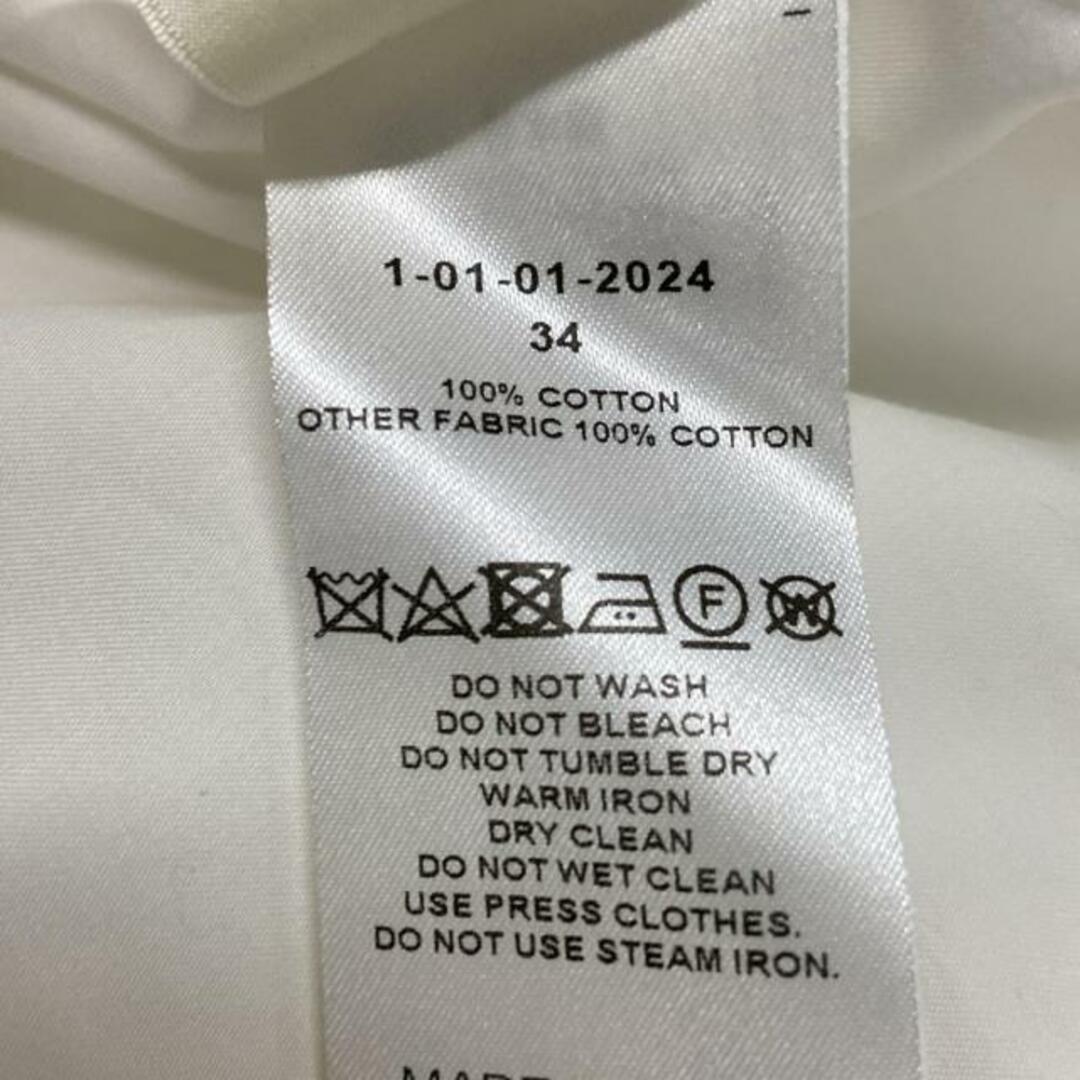 1-01-01-2024
34
100% COTTON
OTHER FABRIC 100% COTTON
F W
DO NOT WASH
DO NOT BLEACH
DO NOT TUMBLE DRY
WARM IRON
DRY CLEAN
DO NOT WET CLEAN
USE PRESS CLOTHES.
DO NOT USE STEAM IRON.